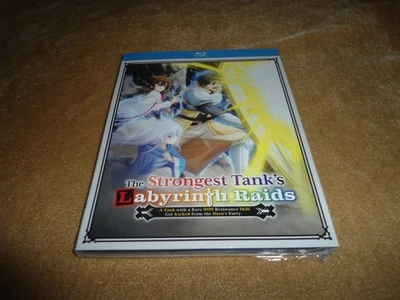 The Strongest Tank's
Labyrinth Raids
A Tank with a Rare 9999 Resistance Skill
Got Kicked from the Hero's Party